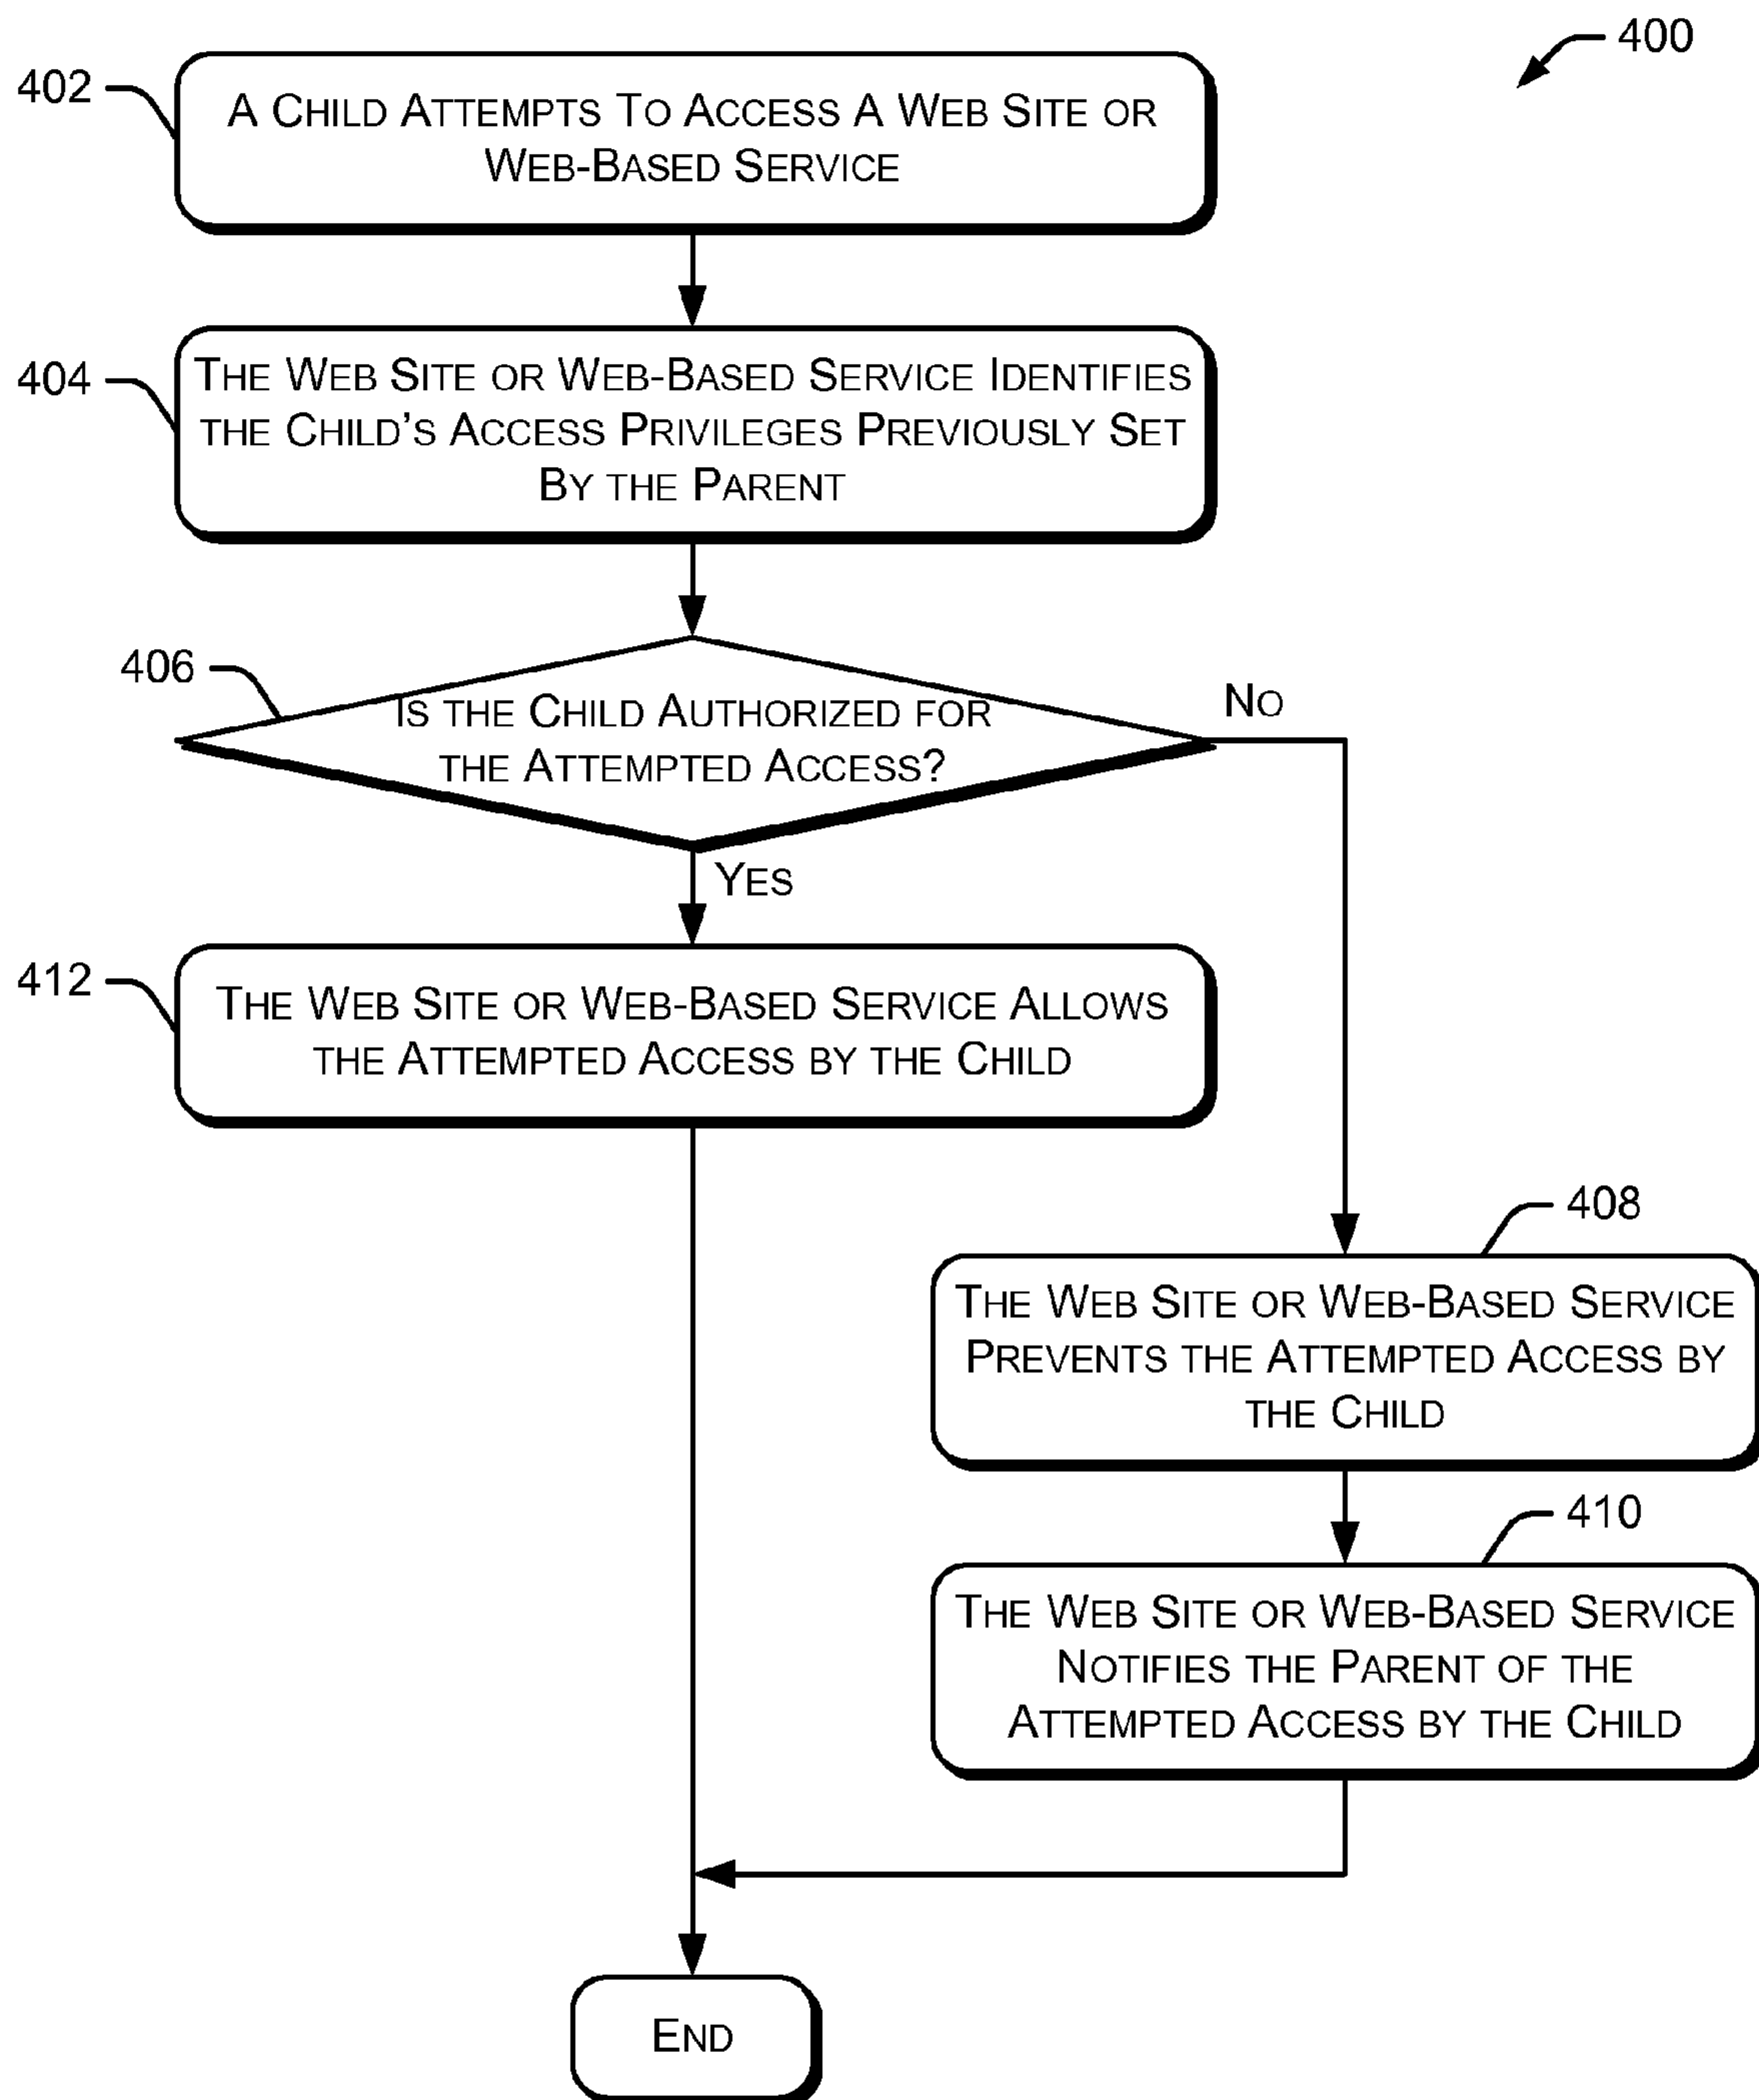 400
402
A CHILD ATTEMPTS TO ACCESS A WEB SITE OR
WEB-BASED SERVICE
404
THE WEB SITE OR WEB-BASED SERVICE IDENTIFIES
THE CHILD'S ACCESS PRIVILEGES PREVIOUSLY SET
BY THE PARENT
406
IS THE CHILD AUTHORIZED FOR
THE ATTEMPTED ACCESS?
NO
YES
412
THE WEB SITE OR WEB-BASED SERVICE ALLOWS
THE ATTEMPTED ACCESS BY THE CHILD
408
THE WEB SITE OR WEB-BASED SERVICE
PREVENTS THE ATTEMPTED ACCESS BY
THE CHILD
410
THE WEB SITE OR WEB-BASED SERVICE
NOTIFIES THE PARENT OF THE
ATTEMPTED ACCESS BY THE CHILD
END